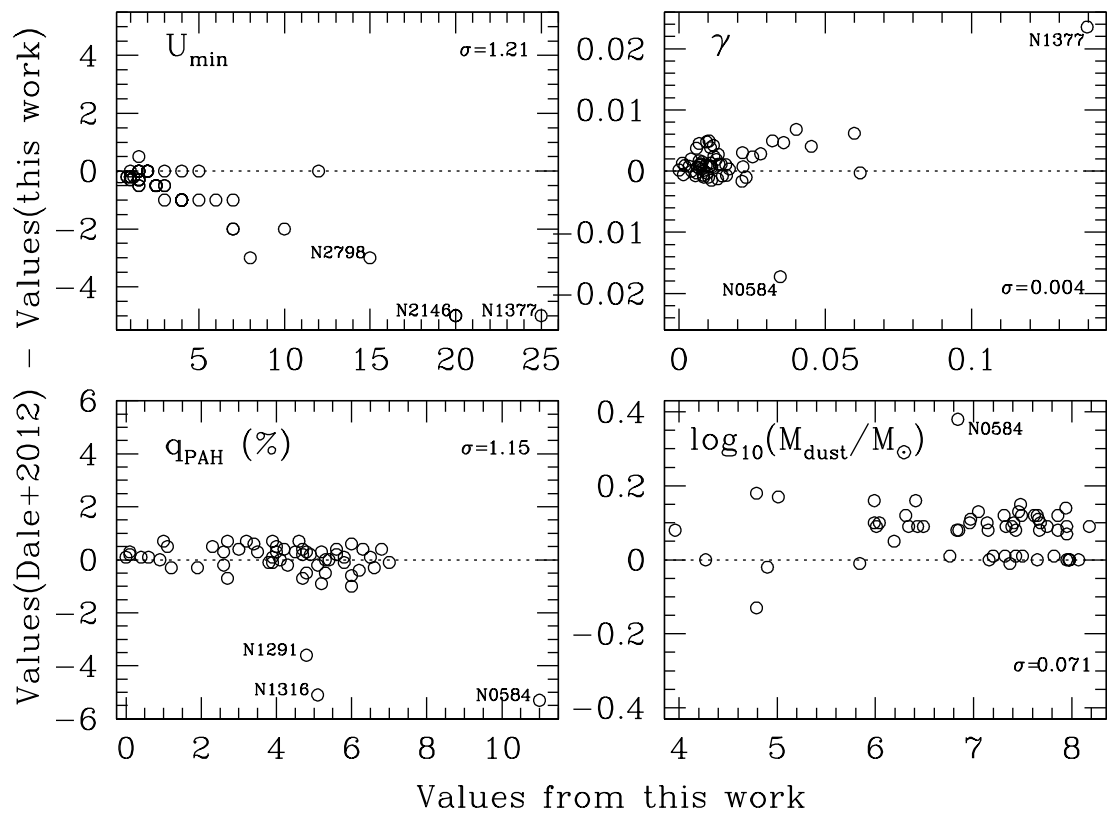 Values(Dale+2012) − Values(this work)
U_min
σ=1.21
4
2
0
−2
−4
N2798
N2146
N1377
5
10
15
20
25
γ
N1377
0.02
0.01
0
−0.01
−0.02
N0584
σ=0.004
0
0.05
0.1
q_PAH (%)
σ=1.15
6
4
2
0
−2
−4
−6
N1291
N1316
N0584
0
2
4
6
8
10
log_10(M_dust/M_⊙)
N0584
0.4
0.2
0
−0.2
−0.4
σ=0.071
4
5
6
7
8
Values from this work